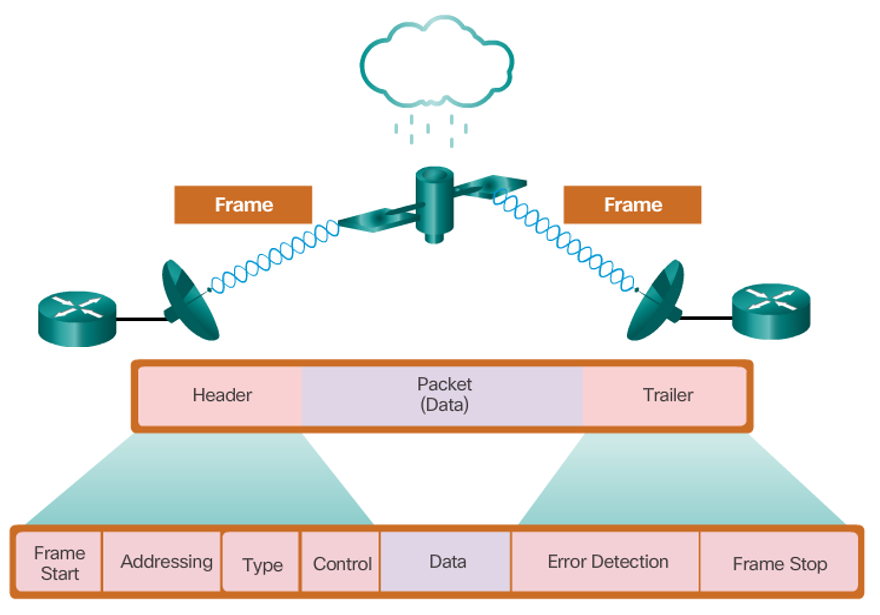 Frame
Frame
Header
Packet
(Data)
Trailer
Frame
Start
Addressing
Type
Control
Data
Error Detection
Frame Stop